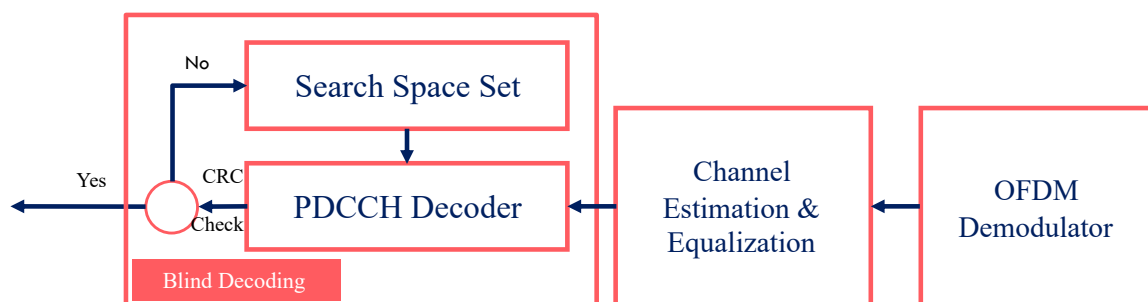 No
Search Space Set
Yes
CRC
Check
PDCCH Decoder
Channel
Estimation &
Equalization
OFDM
Demodulator
Blind Decoding